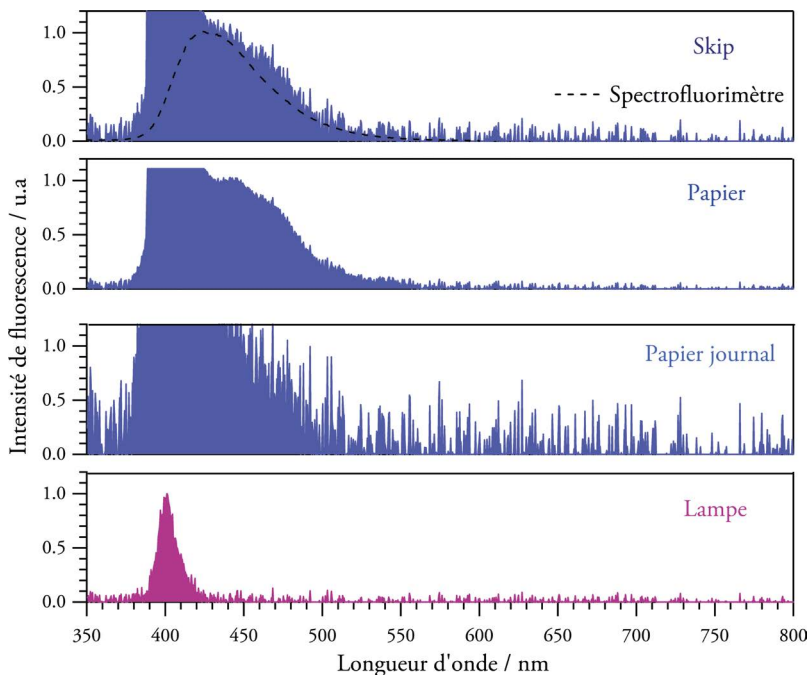 Intensité de fluorescence / u.a
1.0
0.5
0.0
Skip
Spectrofluorimètre
1.0
0.5
0.0
Papier
1.0
0.5
0.0
Papier journal
1.0
0.5
0.0
Lampe
350 400 450 500 550 600 650 700 750 800
Longueur d'onde / nm